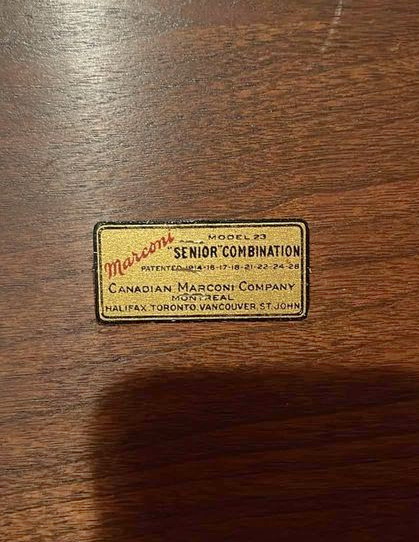 Marconi
MODEL 23
"SENIOR" COMBINATION
PATENTED 1914-16-17-18-21-22-24-28
CANADIAN MARCONI COMPANY
MONTREAL
HALIFAX, TORONTO, VANCOUVER, ST. JOHN